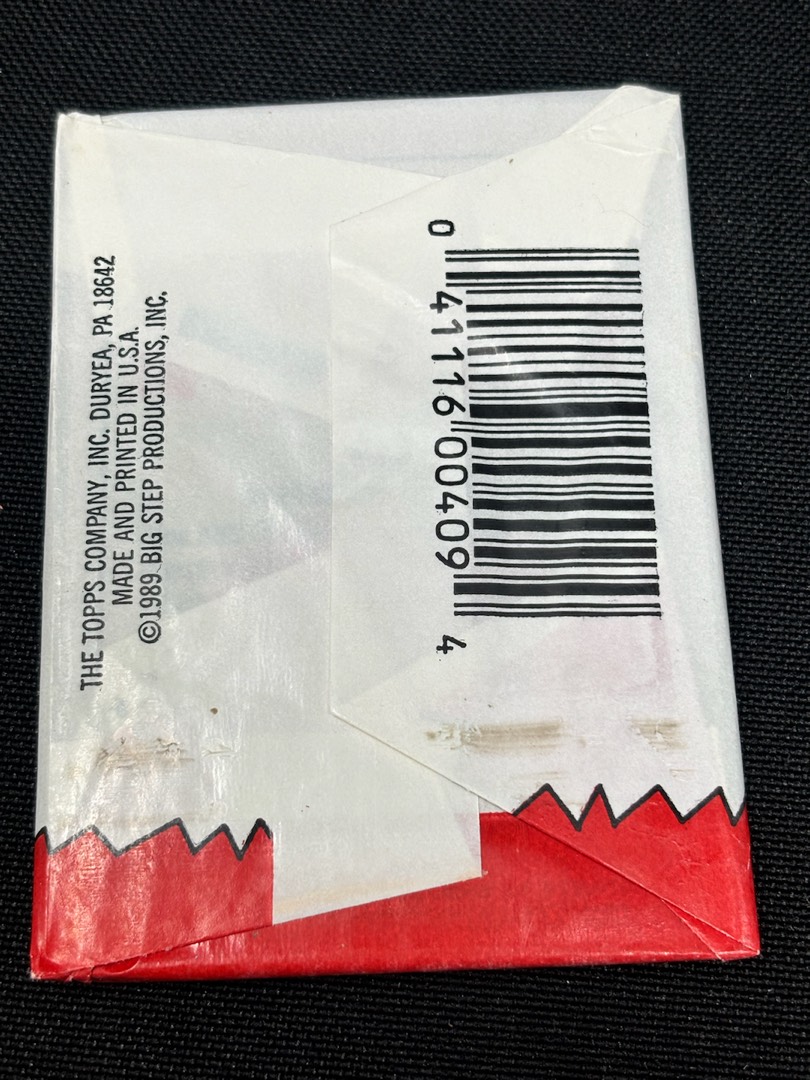 THE TOPPS COMPANY, INC. DURYEA, PA 18642
MADE AND PRINTED IN U.S.A.
©1989 BIG STEP PRODUCTIONS, INC.
0 41116 00409 4